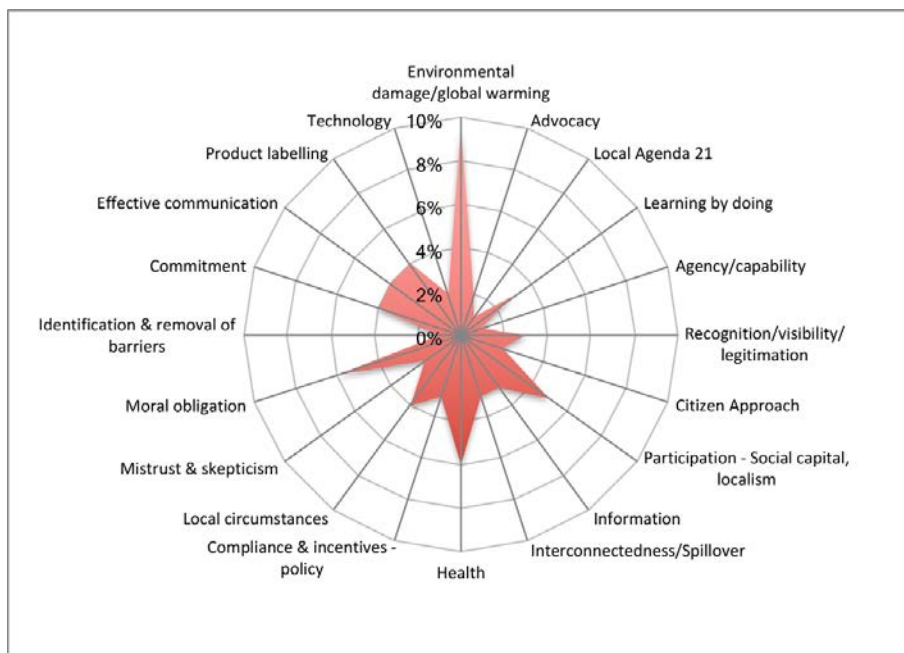 Environmental
damage/global warming
Advocacy
Local Agenda 21
Learning by doing
Agency/capability
Recognition/visibility/
legitimation
Citizen Approach
Participation - Social capital,
localism
Information
Interconnectedness/Spillover
Health
Compliance & incentives -
policy
Local circumstances
Mistrust & skepticism
Moral obligation
Identification & removal of
barriers
Commitment
Effective communication
Product labelling
Technology
10%
8%
6%
4%
2%
0%